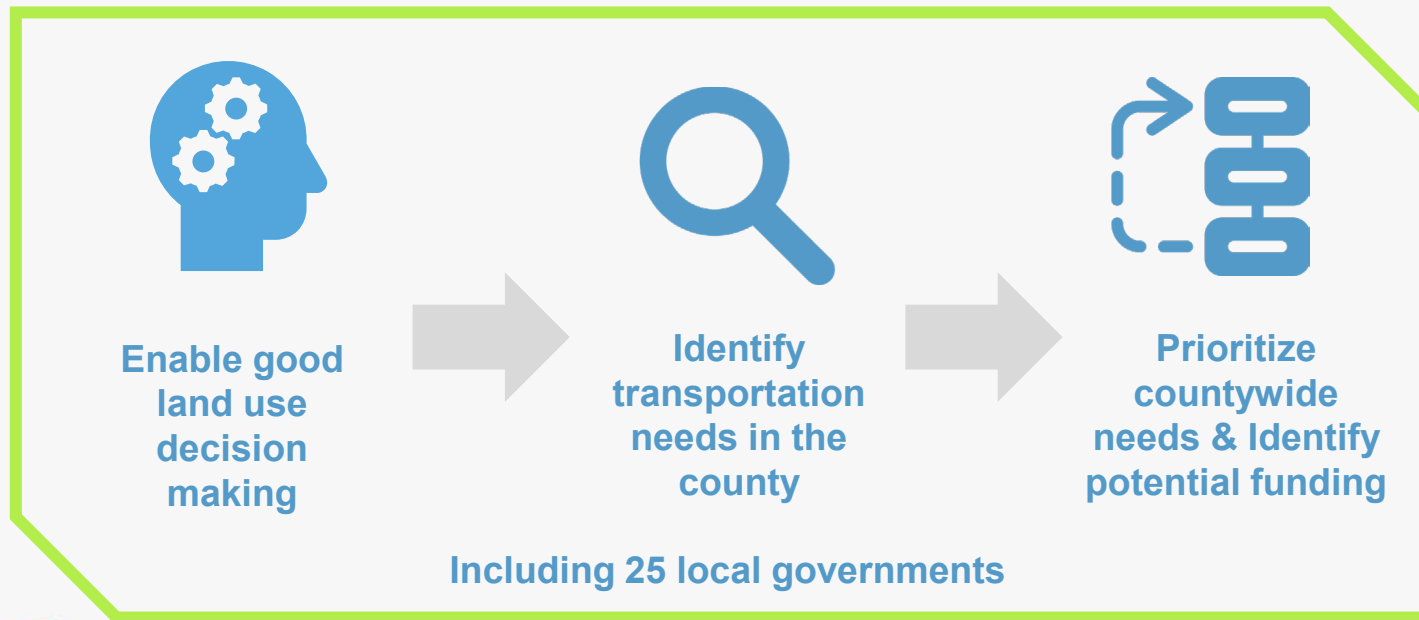 Enable good
land use
decision
making
Identify
transportation
needs in the
county
Prioritize
countywide
needs & Identify
potential funding
Including 25 local governments